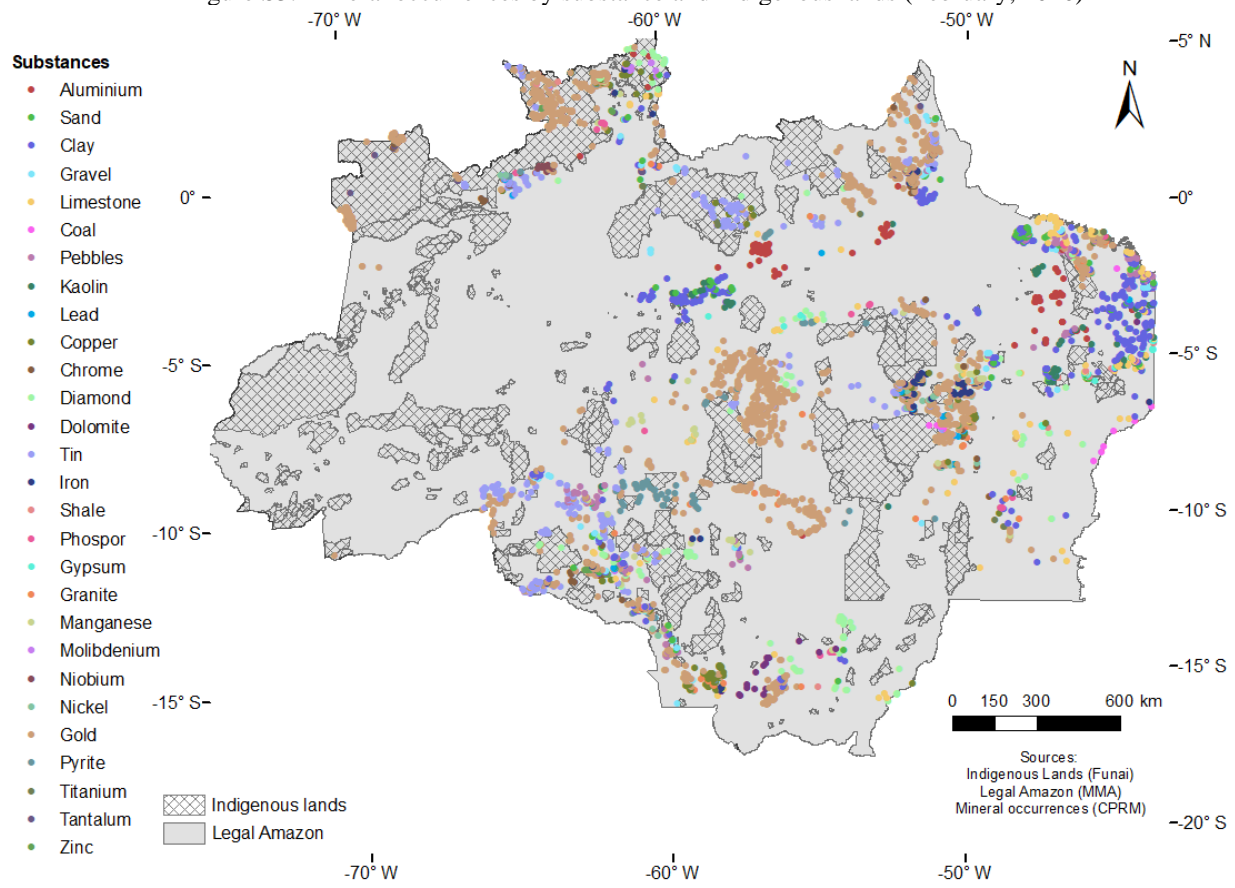 -70° W
-60° W
-50° W
5° N
Substances
N
Aluminium
Sand
Clay
Gravel
Limestone
Coal
Pebbles
Kaolin
Lead
Copper
Chrome
Diamond
Dolomite
Tin
Iron
Shale
Phospor
Gypsum
Granite
Manganese
Molibdenium
Niobium
Nickel
Gold
Pyrite
Titanium
Tantalum
Zinc
0°
0°
-5° S
-5° S
-10° S
-10° S
-15° S
-15° S
-20° S
0 150 300 600 km
Sources:
Indigenous Lands (Funai)
Legal Amazon (MMA)
Mineral occurrences (CPRM)
Indigenous lands
Legal Amazon
-70° W
-60° W
-50° W